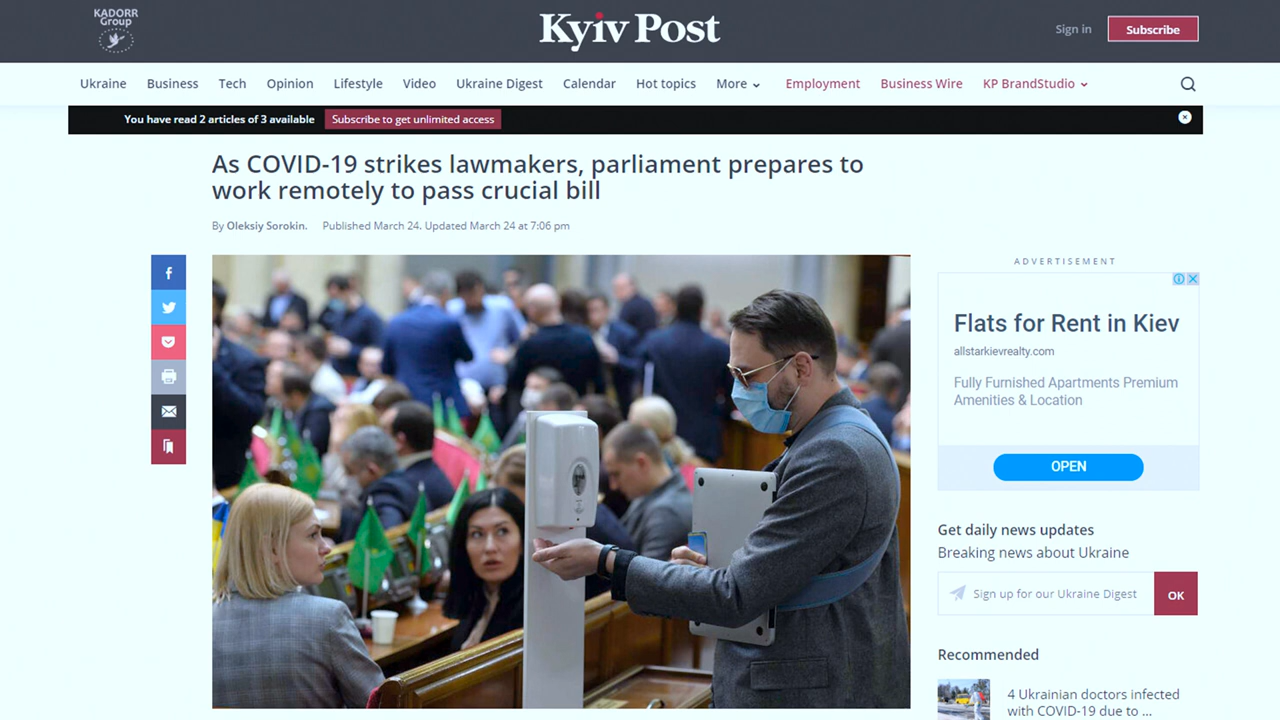 KADORR
Group
Kyiv Post
Sign in
Subscribe
Ukraine Business Tech Opinion Lifestyle Video Ukraine Digest Calendar Hot topics More Employment Business Wire KP BrandStudio
You have read 2 articles of 3 available
Subscribe to get unlimited access
As COVID-19 strikes lawmakers, parliament prepares to
work remotely to pass crucial bill
By Oleksiy Sorokin. Published March 24. Updated March 24 at 7:06 pm
ADVERTISEMENT
Flats for Rent in Kiev
allstarkievrealty.com
Fully Furnished Apartments Premium
Amenities & Location
OPEN
Get daily news updates
Breaking news about Ukraine
Sign up for our Ukraine Digest
OK
Recommended
4 Ukrainian doctors infected
with COVID-19 due to ...